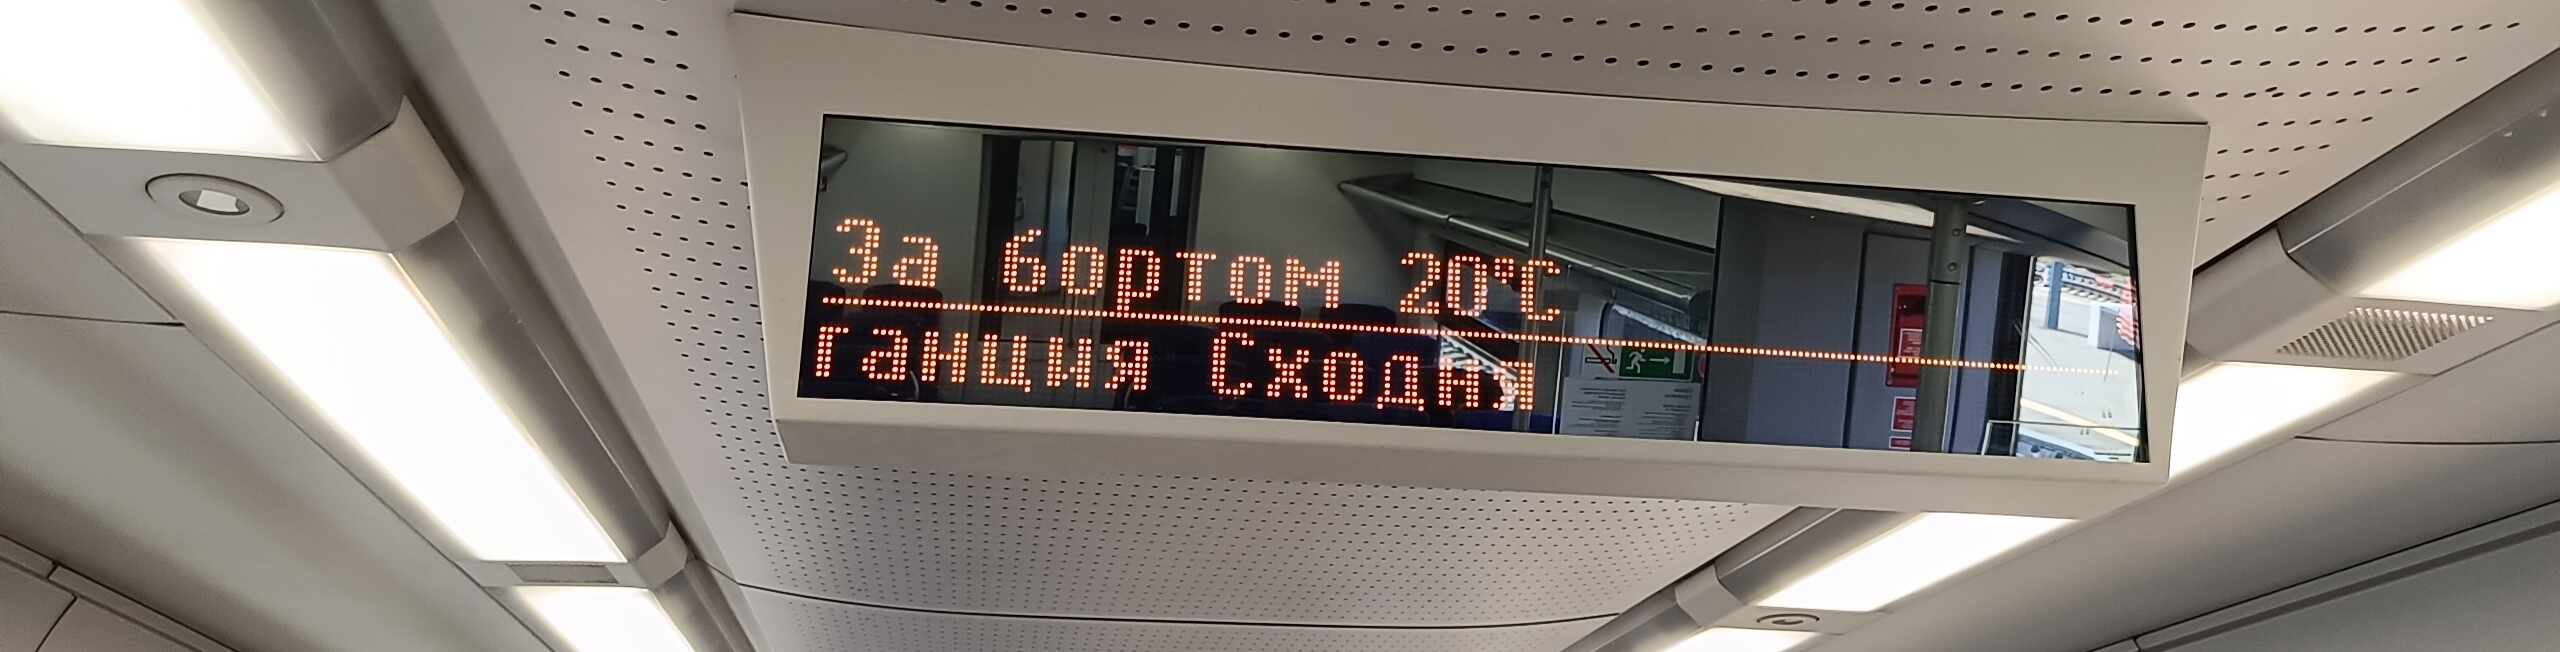 За бортом 20°C
танция Сходня